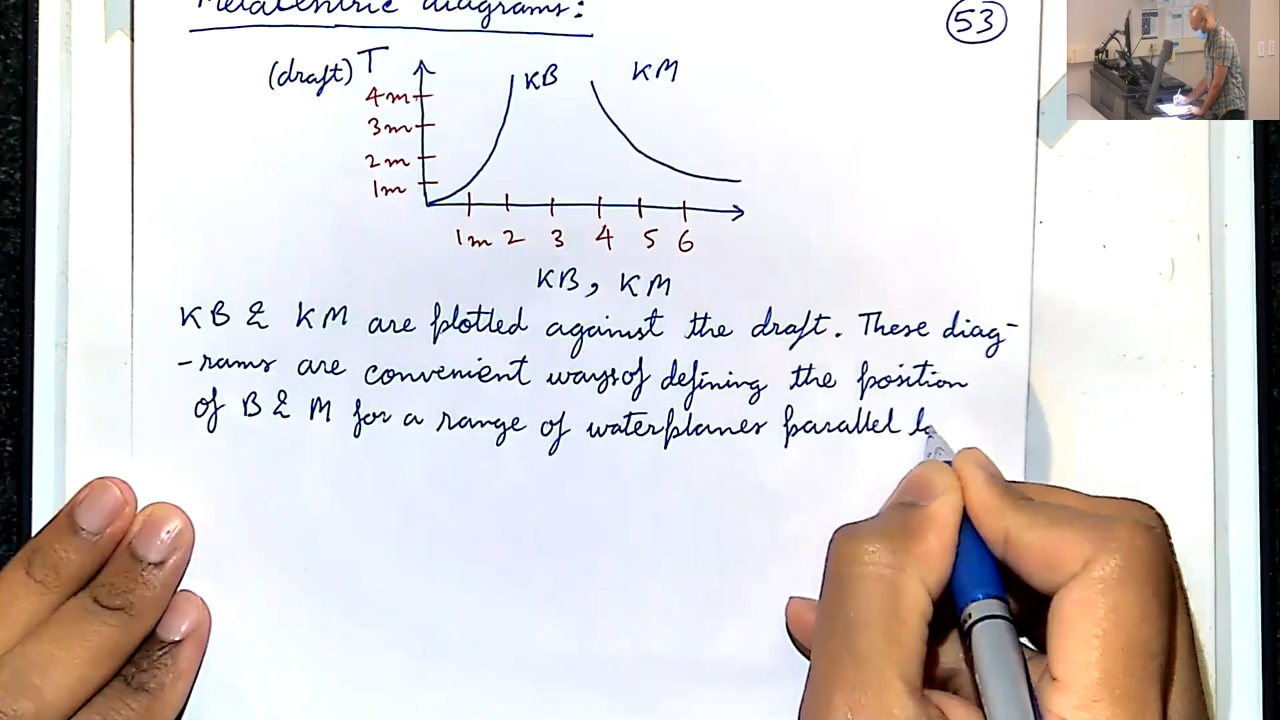 Metacentric diagrams:
53
(draft) T
KB
KM
4m
3m
2m
1m
1m 2 3 4 5 6
KB, KM
KB & KM are plotted against the draft. These diag-
-rams are convenient ways of defining the position
of B & M for a range of waterplanes parallel to